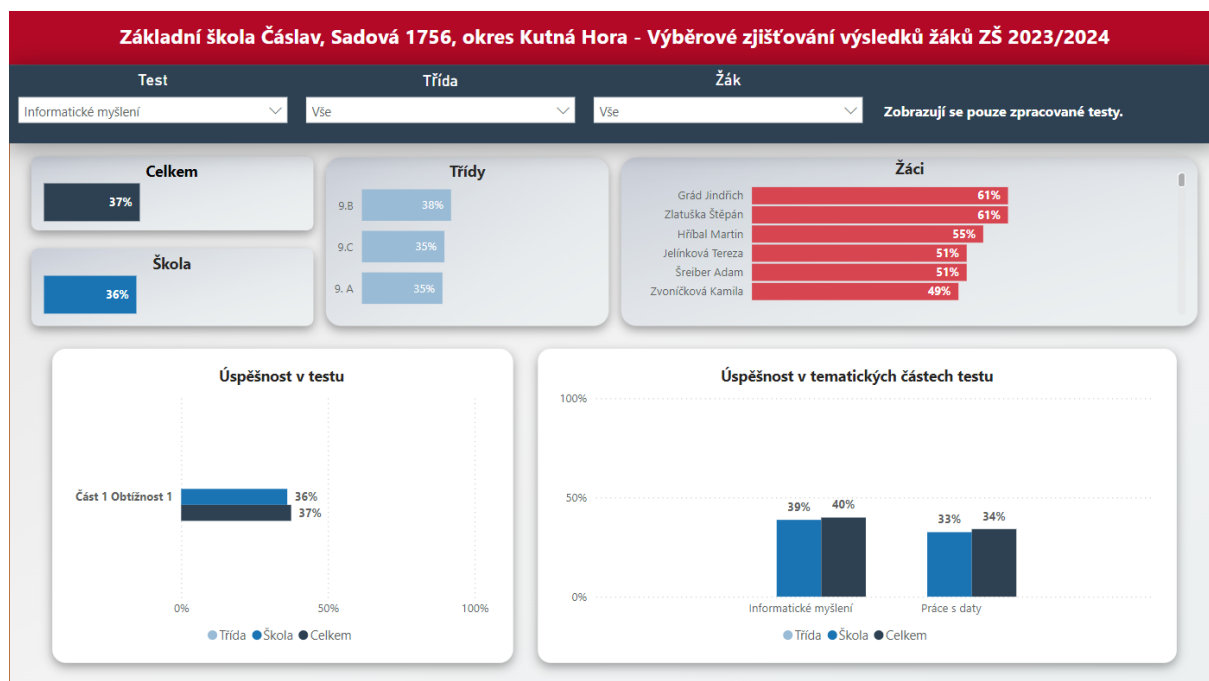 Základní škola Čáslav, Sadová 1756, okres Kutná Hora - Výběrové zjišťování výsledků žáků ZŠ 2023/2024
Test
Třída
Žák
Informatické myšlení
Vše
Vše
Zobrazují se pouze zpracované testy.
Celkem
37%
Škola
36%
Třídy
9.B 38%
9.C 35%
9. A 35%
Žáci
Grád Jindřich 61%
Zlatuška Štěpán 61%
Hříbal Martin 55%
Jelínková Tereza 51%
Šreiber Adam 51%
Zvoníčková Kamila 49%
Úspěšnost v testu
Část 1 Obtížnost 1
36%
37%
0% 50% 100%
Třída Škola Celkem
Úspěšnost v tematických částech testu
100%
50%
0%
39% 40%
33% 34%
Informatické myšlení Práce s daty
Třída Škola Celkem